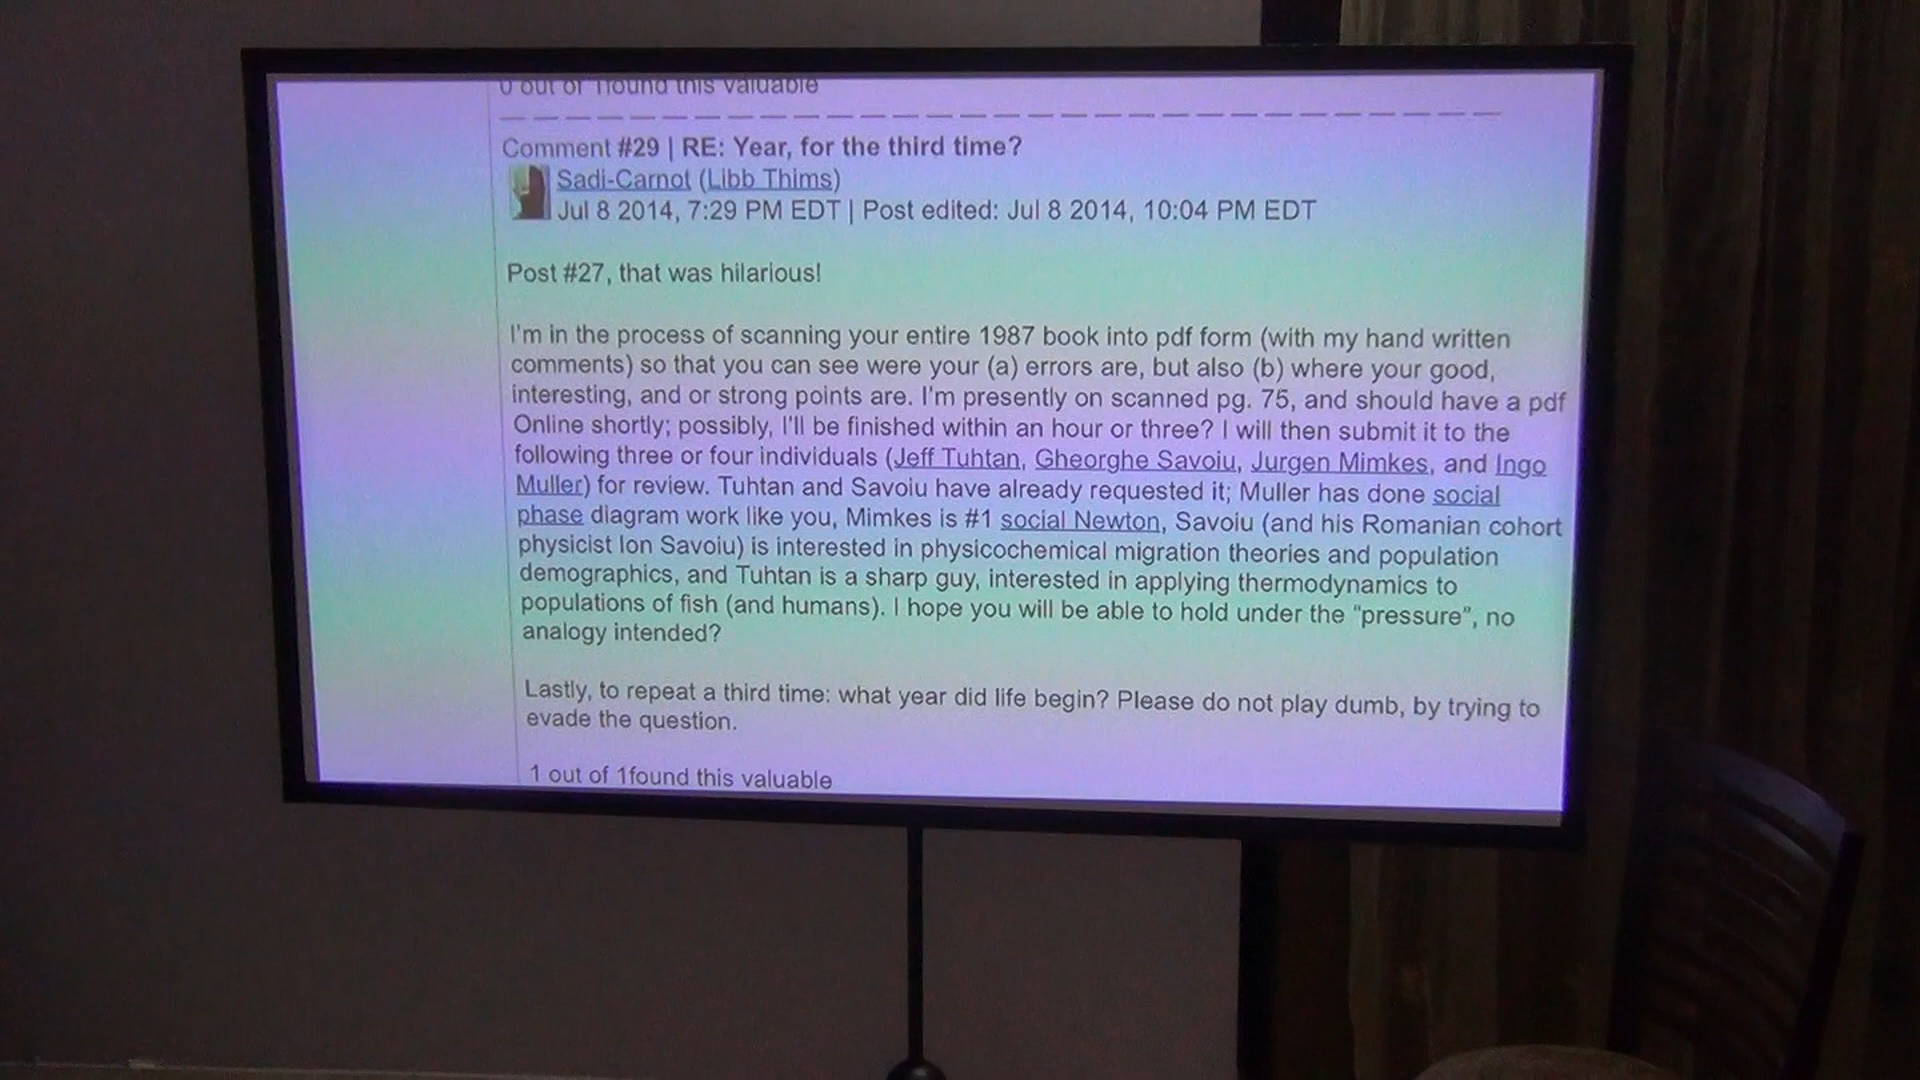 0 out of 1found this valuable
Comment #29 | RE: Year, for the third time?
Sadi-Carnot (Libb Thims)
Jul 8 2014, 7:29 PM EDT | Post edited: Jul 8 2014, 10:04 PM EDT
Post #27, that was hilarious!
I'm in the process of scanning your entire 1987 book into pdf form (with my hand written
comments) so that you can see were your (a) errors are, but also (b) where your good,
interesting, and or strong points are. I'm presently on scanned pg. 75, and should have a pdf
Online shortly; possibly, I'll be finished within an hour or three? I will then submit it to the
following three or four individuals (Jeff Tuhtan, Gheorghe Savoiu, Jurgen Mimkes, and Ingo
Muller) for review. Tuhtan and Savoiu have already requested it; Muller has done social
phase diagram work like you, Mimkes is #1 social Newton, Savoiu (and his Romanian cohort
physicist Ion Savoiu) is interested in physicochemical migration theories and population
demographics, and Tuhtan is a sharp guy, interested in applying thermodynamics to
populations of fish (and humans). I hope you will be able to hold under the “pressure”, no
analogy intended?
Lastly, to repeat a third time: what year did life begin? Please do not play dumb, by trying to
evade the question.
1 out of 1found this valuable